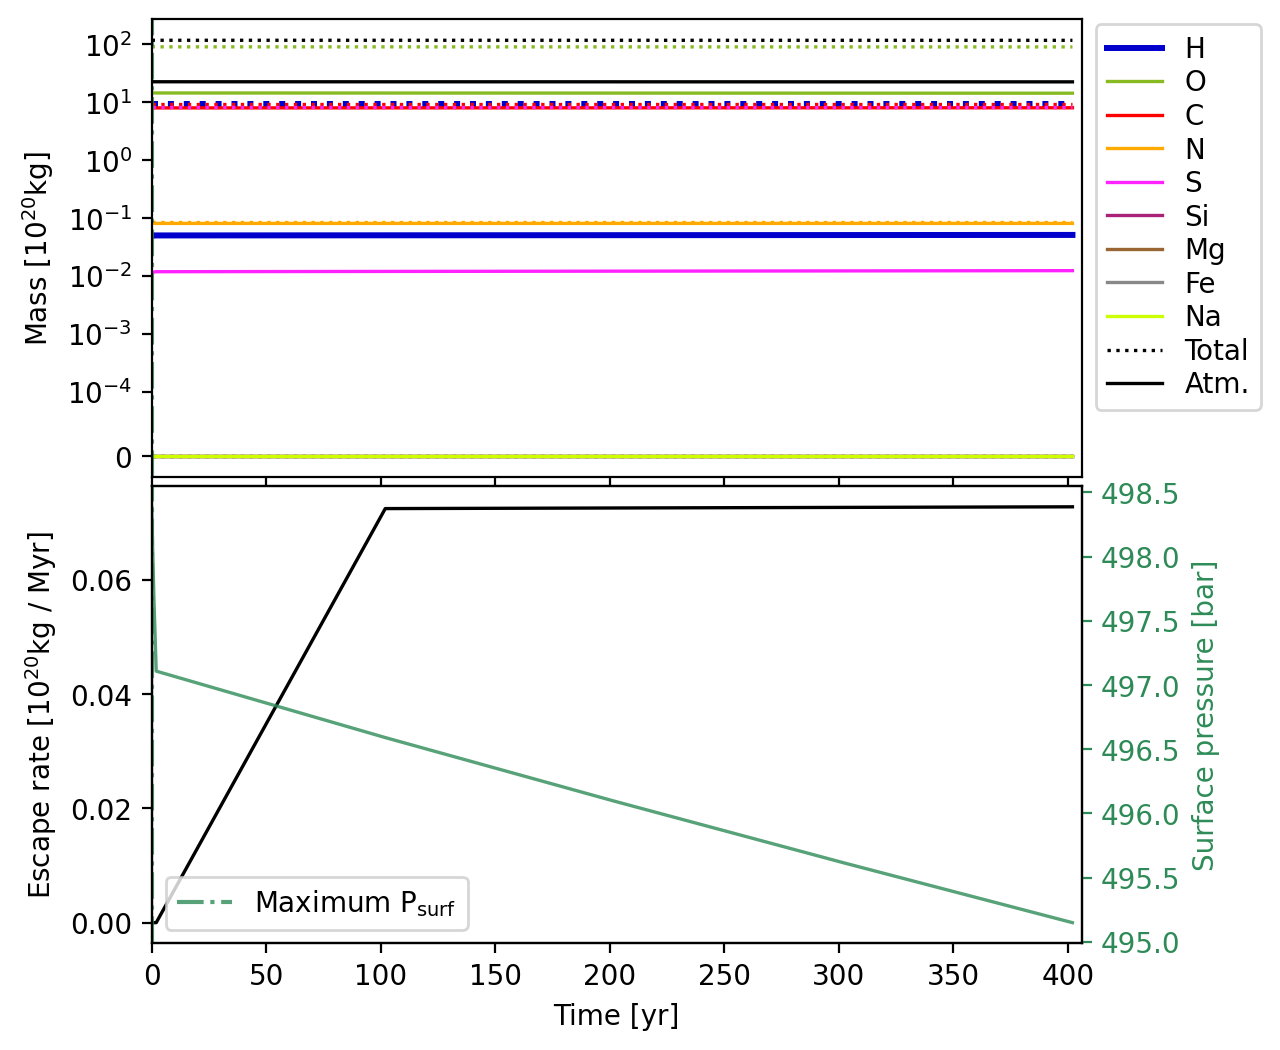 Mass [10²⁰kg]
10²
10¹
10⁰
10⁻¹
10⁻²
10⁻³
10⁻⁴
0
H
O
C
N
S
Si
Mg
Fe
Na
Total
Atm.
Escape rate [10²⁰kg / Myr]
0.06
0.04
0.02
0.00
Maximum Pₛᵤᵣf
498.5
498.0
497.5
497.0
496.5
496.0
495.5
495.0
Surface pressure [bar]
0 50 100 150 200 250 300 350 400
Time [yr]